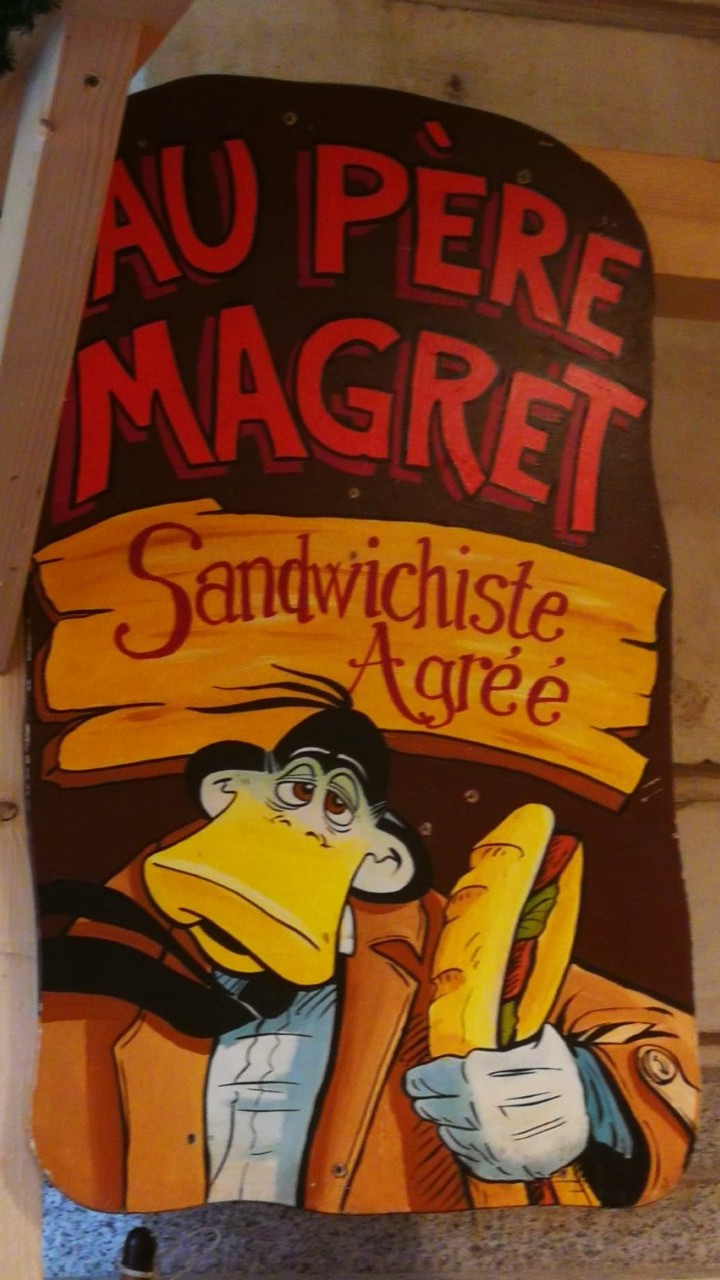 AU PÈRE
MAGRET
Sandwichiste
Agréé